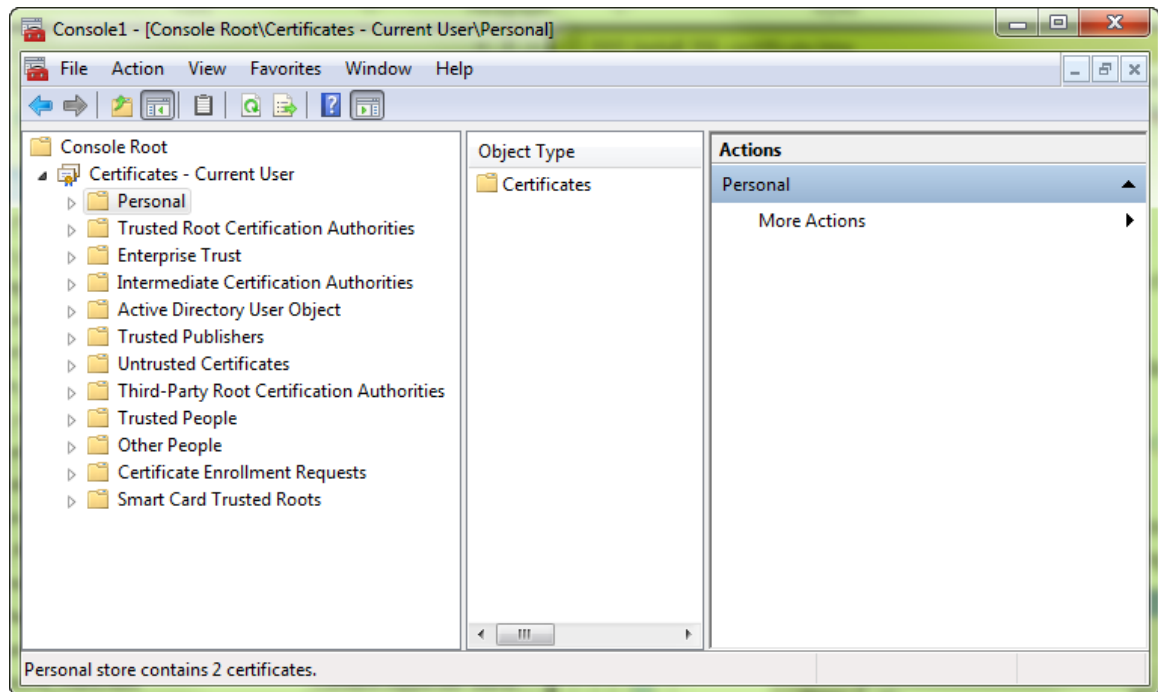 Console1 - [Console Root\Certificates - Current User\Personal]
File Action View Favorites Window Help
Console Root
Certificates - Current User
Personal
Trusted Root Certification Authorities
Enterprise Trust
Intermediate Certification Authorities
Active Directory User Object
Trusted Publishers
Untrusted Certificates
Third-Party Root Certification Authorities
Trusted People
Other People
Certificate Enrollment Requests
Smart Card Trusted Roots
Object Type
Certificates
Actions
Personal
More Actions
Personal store contains 2 certificates.